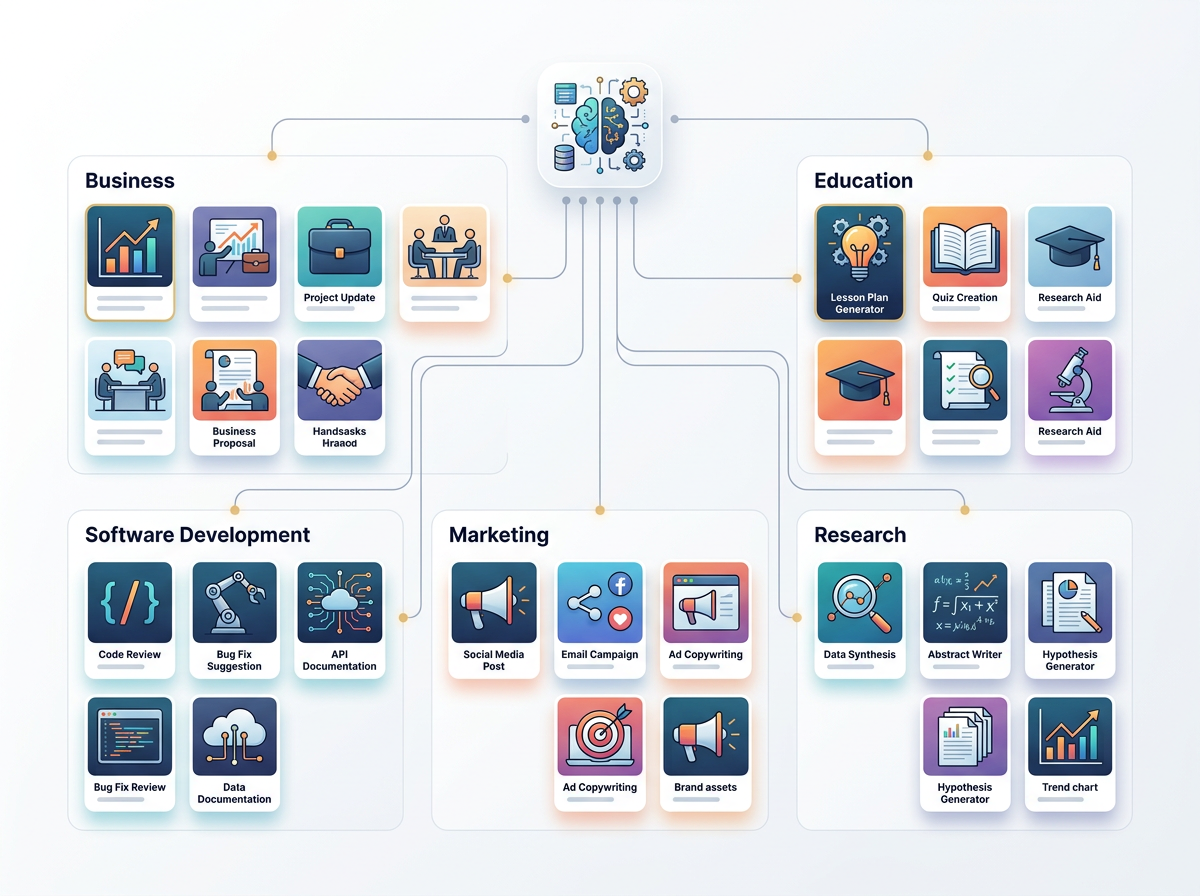 Business
Project Update
Business
Proposal
Handsasks
Hraaod
Education
Lesson Plan
Generator
Quiz Creation
Research Aid
Research Aid
Software Development
Code Review
Bug Fix
Suggestion
API
Documentation
Bug Fix Review
Data
Documentation
Marketing
Social Media
Post
Email Campaign
Ad Copywriting
Ad Copywriting
Brand assets
Research
Data Synthesis
Abstract Writer
Hypothesis
Generator
Hypothesis
Generator
Trend chart